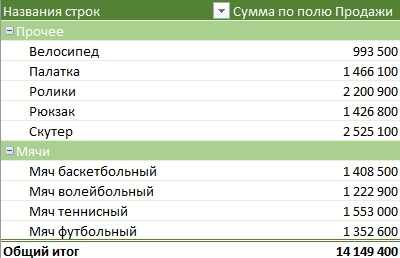 Названия строк Сумма по полю Продажи
Прочее
Велосипед 993 500
Палатка 1 466 100
Ролики 2 200 900
Рюкзак 1 426 800
Скутер 2 525 100
Мячи
Мяч баскетбольный 1 408 500
Мяч волейбольный 1 222 900
Мяч теннисный 1 553 000
Мяч футбольный 1 352 600
Общий итог 14 149 400